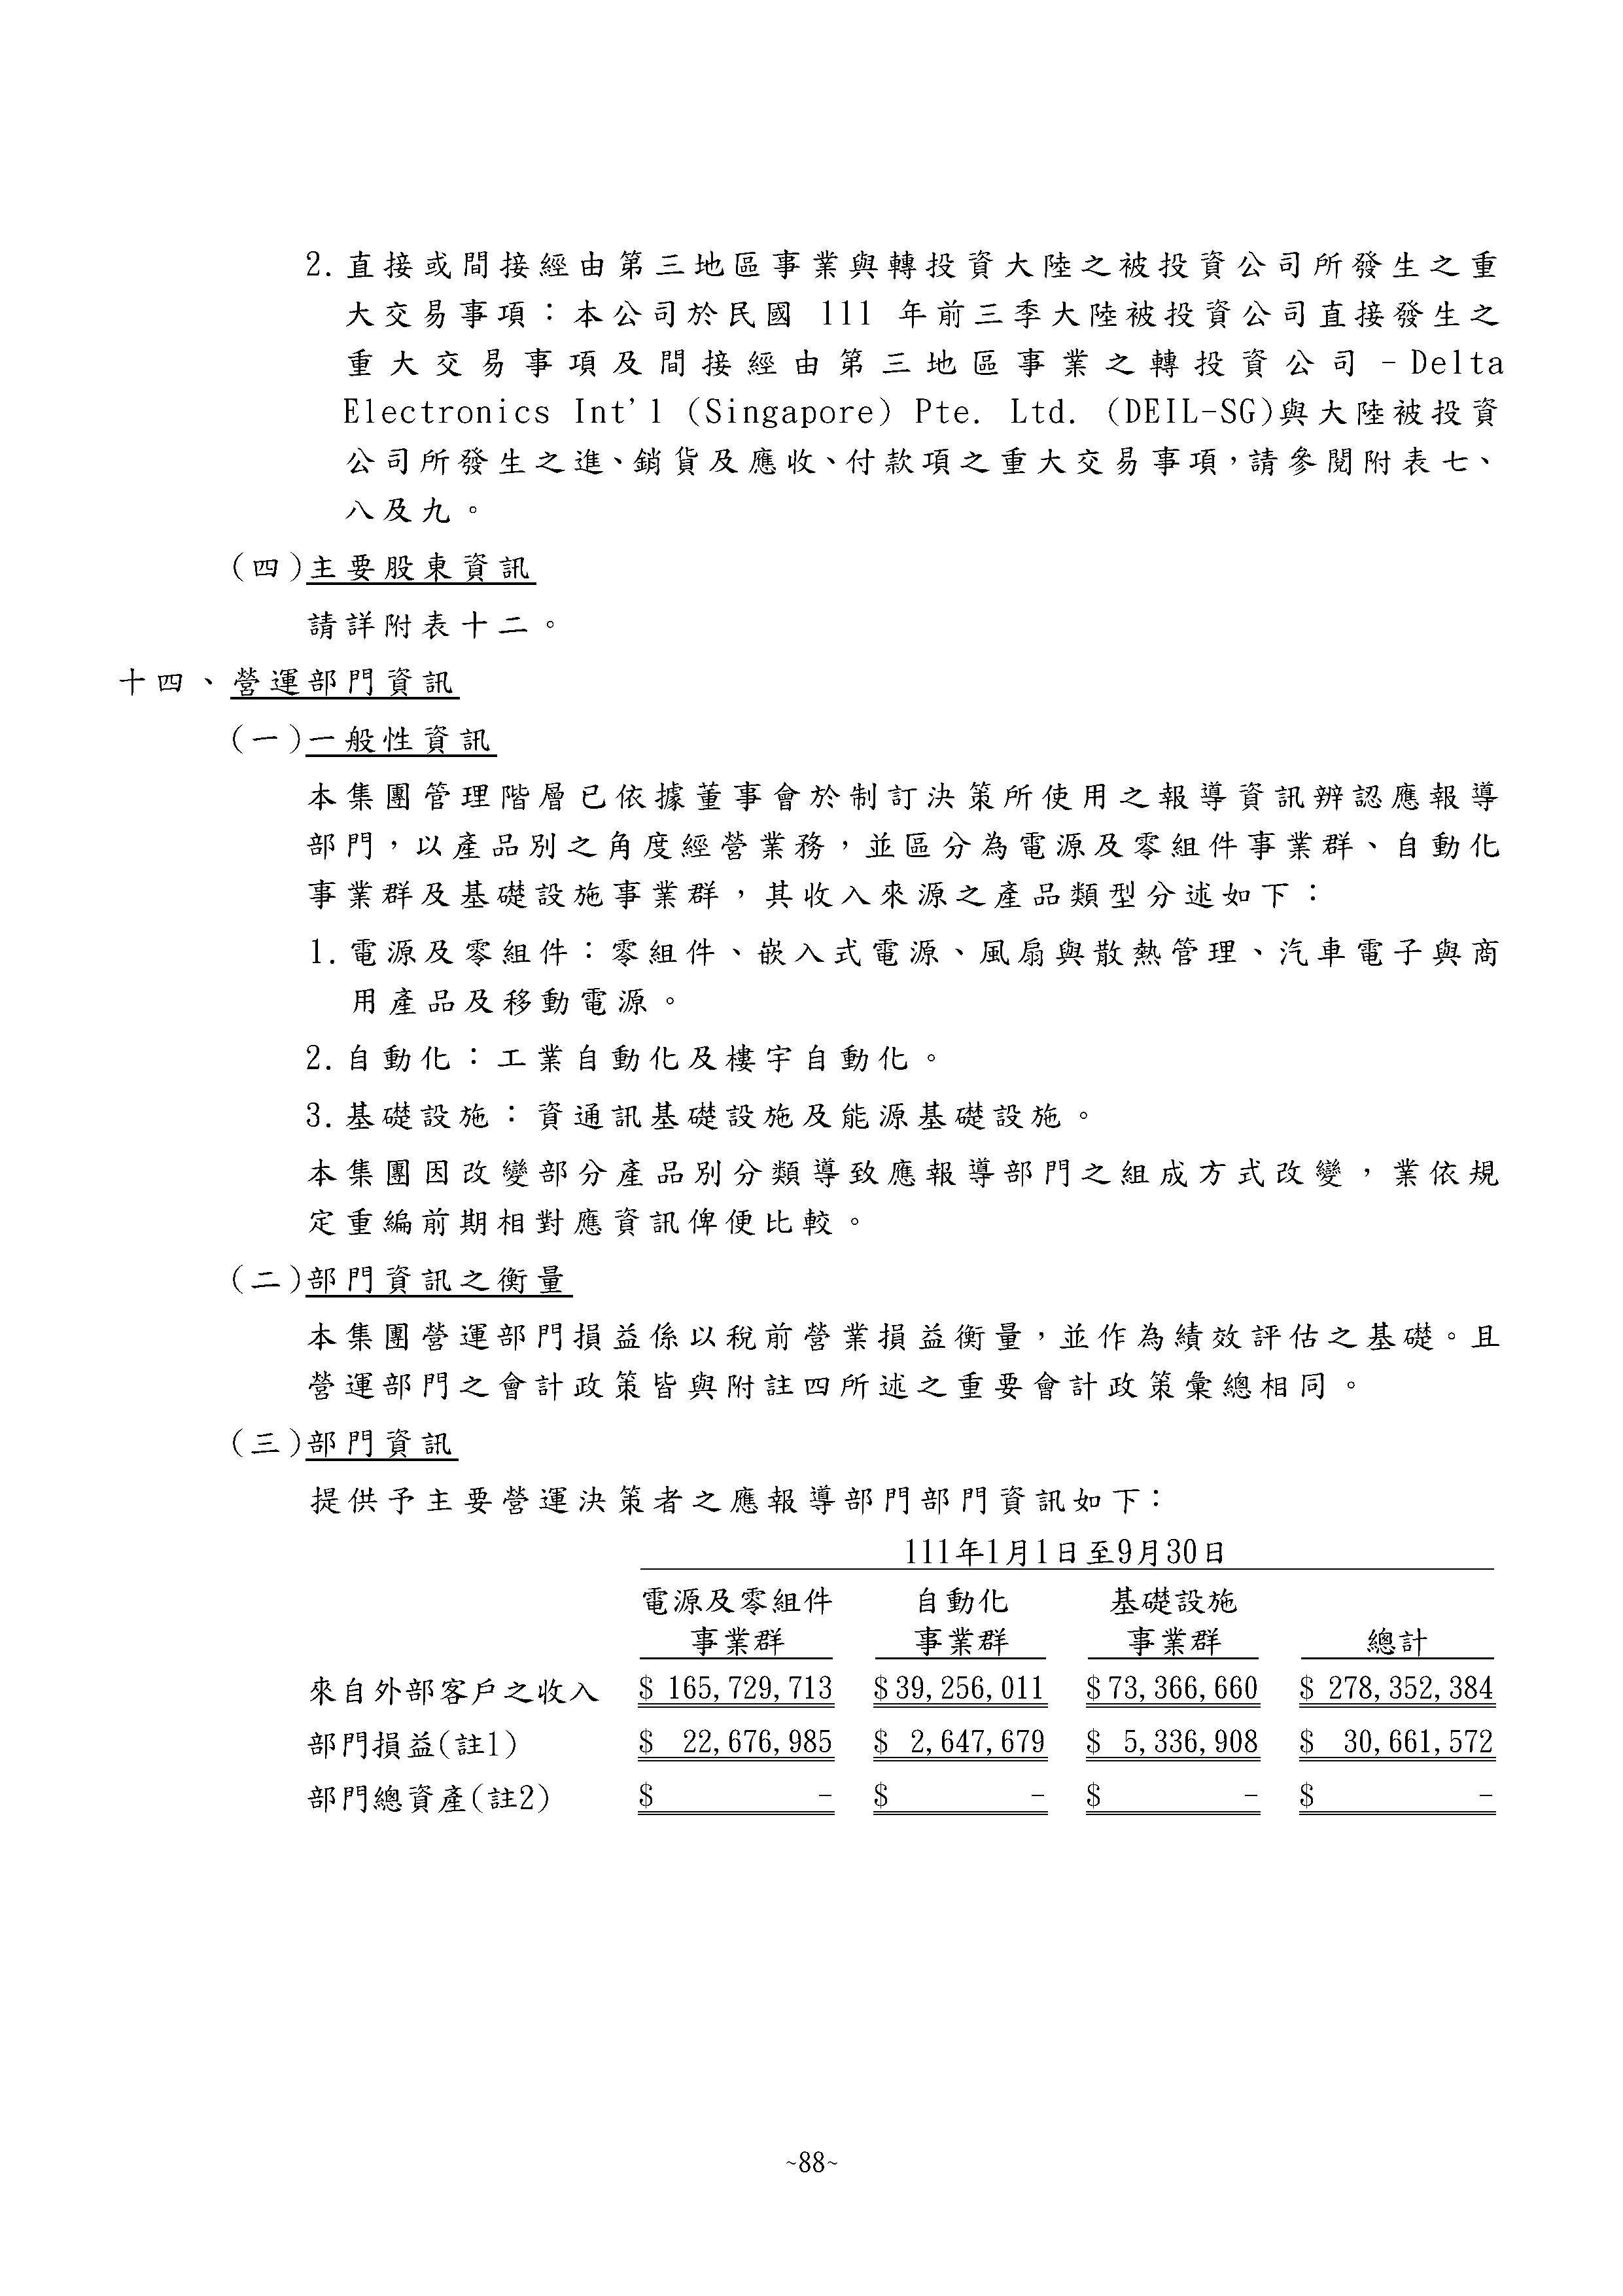 2. 直接或間接經由第三地區事業與轉投資大陸之被投資公司所發生之重
大交易事項：本公司於民國 111 年前三季大陸被投資公司直接發生之
重大交易事項及間接經由第三地區事業之轉投資公司－Delta
Electronics Int'l (Singapore) Pte. Ltd. (DEIL-SG)與大陸被投資
公司所發生之進、銷貨及應收、付款項之重大交易事項，請參閱附表七、
八及九。
(四)主要股東資訊
請詳附表十二。
十四、營運部門資訊
(一)一般性資訊
本集團管理階層已依據董事會於制訂決策所使用之報導資訊辨認應報導
部門，以產品別之角度經營業務，並區分為電源及零組件事業群、自動化
事業群及基礎設施事業群，其收入來源之產品類型分述如下：
1. 電源及零組件：零組件、嵌入式電源、風扇與散熱管理、汽車電子與商
用產品及移動電源。
2. 自動化：工業自動化及樓宇自動化。
3. 基礎設施：資通訊基礎設施及能源基礎設施。
本集團因改變部分產品別分類導致應報導部門之組成方式改變，業依規
定重編前期相對應資訊俾便比較。
(二)部門資訊之衡量
本集團營運部門損益係以稅前營業損益衡量，並作為績效評估之基礎。且
營運部門之會計政策皆與附註四所述之重要會計政策彙總相同。
(三)部門資訊
提供予主要營運決策者之應報導部門部門資訊如下：
111年1月1日至9月30日
電源及零組件 自動化 基礎設施
事業群 事業群 事業群 總計
來自外部客戶之收入 $ 165,729,713 $ 39,256,011 $ 73,366,660 $ 278,352,384
部門損益(註1) $ 22,676,985 $ 2,647,679 $ 5,336,908 $ 30,661,572
部門總資產(註2) $ - $ - $ - $ -
~88~